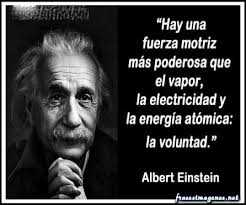 “Hay una
fuerza motriz
más poderosa que
el vapor,
la electricidad y
la energía atómica:
la voluntad.”
Albert Einstein
frasesimagenes.net